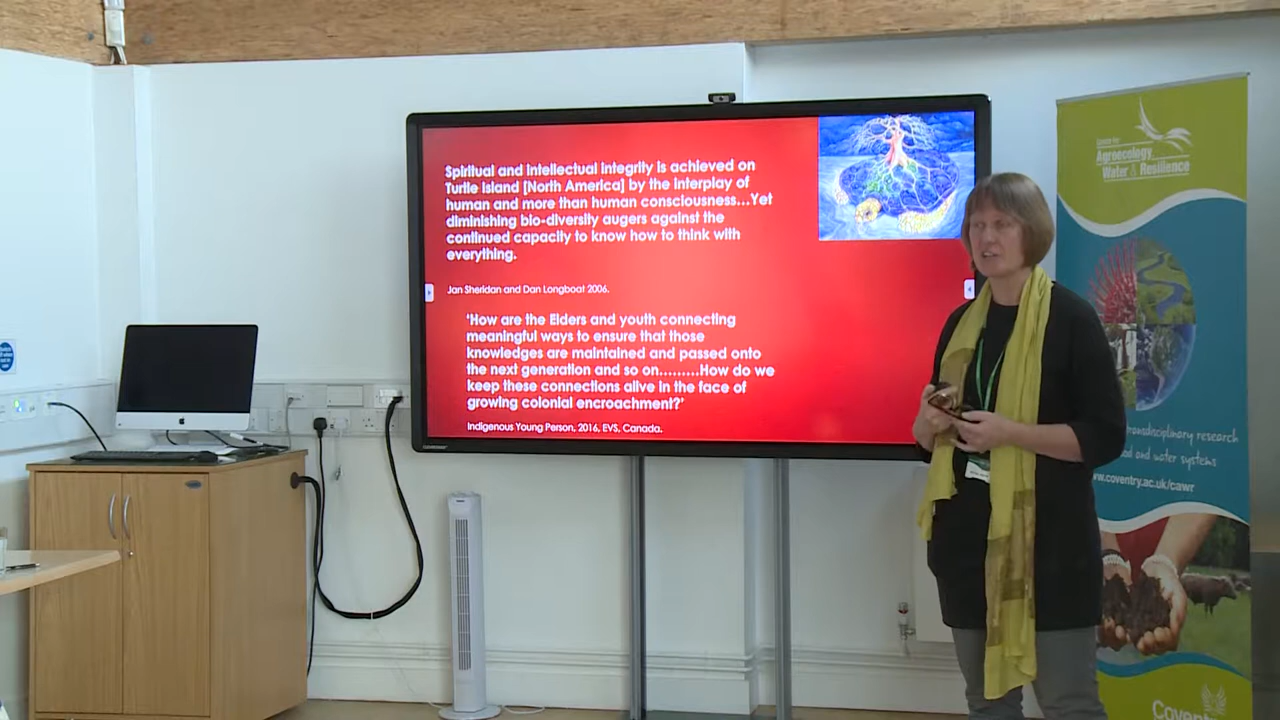 Spiritual and intellectual integrity is achieved on
Turtle Island [North America] by the interplay of
human and more than human consciousness...Yet
diminishing bio-diversity augers against the
continued capacity to know how to think with
everything.
Jan Sheridan and Dan Longboat 2006.
'How are the Elders and youth connecting
meaningful ways to ensure that those
knowledges are maintained and passed onto
the next generation and so on.........How do we
keep these connections alive in the face of
growing colonial encroachment?'
Indigenous Young Person, 2016, EVS, Canada.
Centre for
Agroecology
Water & Resilience
transdisciplinary research
and water systems
www.coventry.ac.uk/cawr